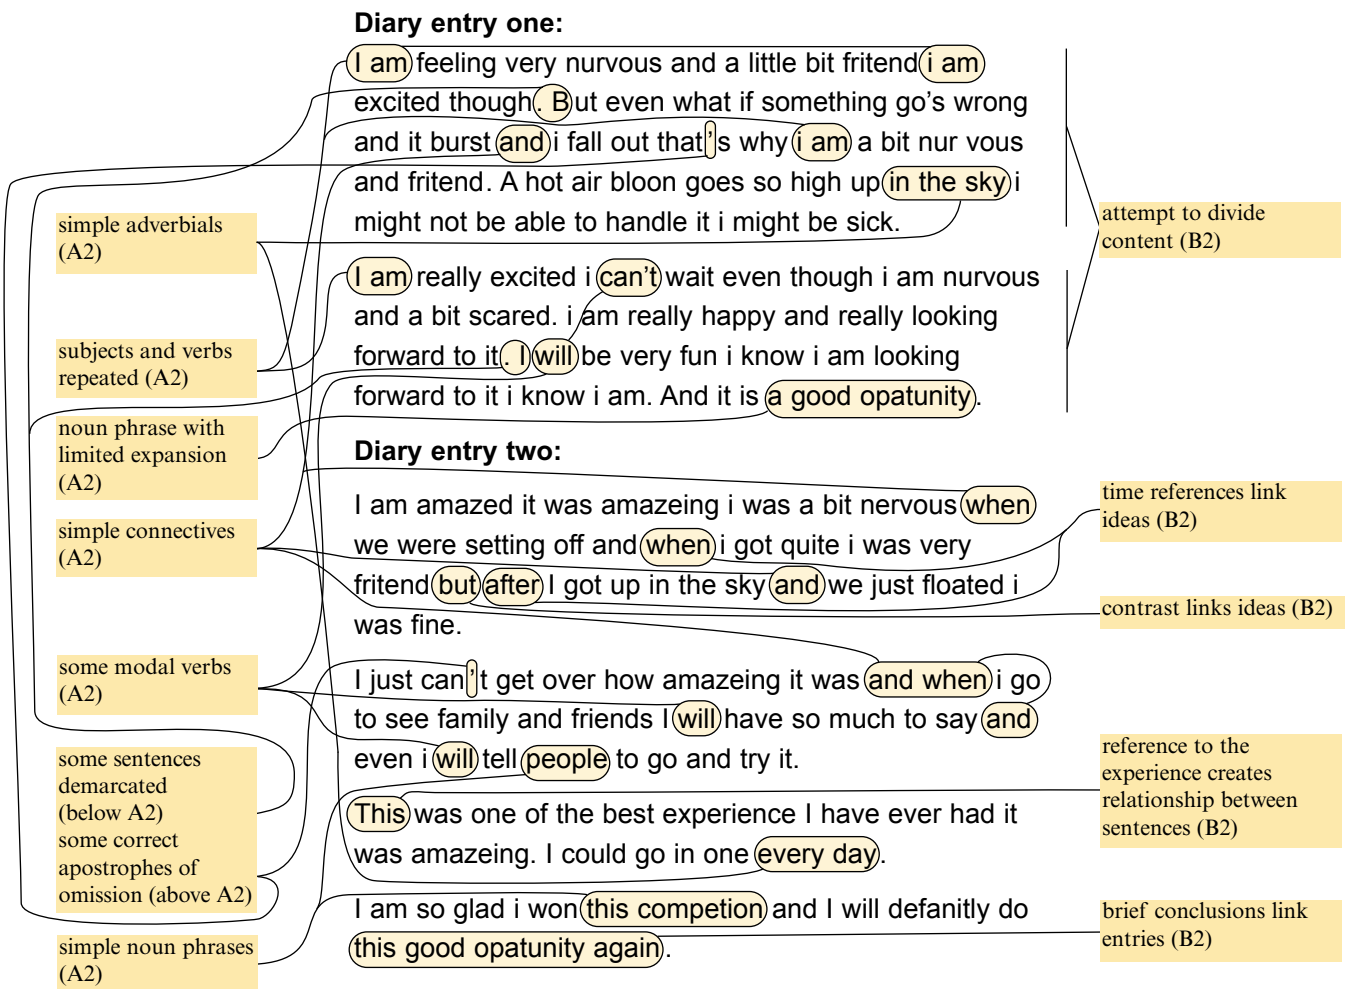 Diary entry one:
I am feeling very nurvous and a little bit fritend i am
excited though. But even what if something go's wrong
and it burst and i fall out that's why i am a bit nur vous
and fritend. A hot air bloon goes so high up in the sky i
might not be able to handle it i might be sick.
I am really excited i can't wait even though i am nurvous
and a bit scared. i am really happy and really looking
forward to it. I will be very fun i know i am looking
forward to it i know i am. And it is a good opatunity.
Diary entry two:
I am amazed it was amazeing i was a bit nervous when
we were setting off and when i got quite i was very
fritend but after I got up in the sky and we just floated i
was fine.
I just can't get over how amazeing it was and when i go
to see family and friends I will have so much to say and
even i will tell people to go and try it.
This was one of the best experience I have ever had it
was amazeing. I could go in one every day.
I am so glad i won this competion and I will defanitly do
this good opatunity again.
simple adverbials
(A2)
subjects and verbs
repeated (A2)
noun phrase with
limited expansion
(A2)
simple connectives
(A2)
some modal verbs
(A2)
some sentences
demarcated
(below A2)
some correct
apostrophes of
omission (above A2)
simple noun phrases
(A2)
attempt to divide
content (B2)
time references link
ideas (B2)
contrast links ideas (B2)
reference to the
experience creates
relationship between
sentences (B2)
brief conclusions link
entries (B2)